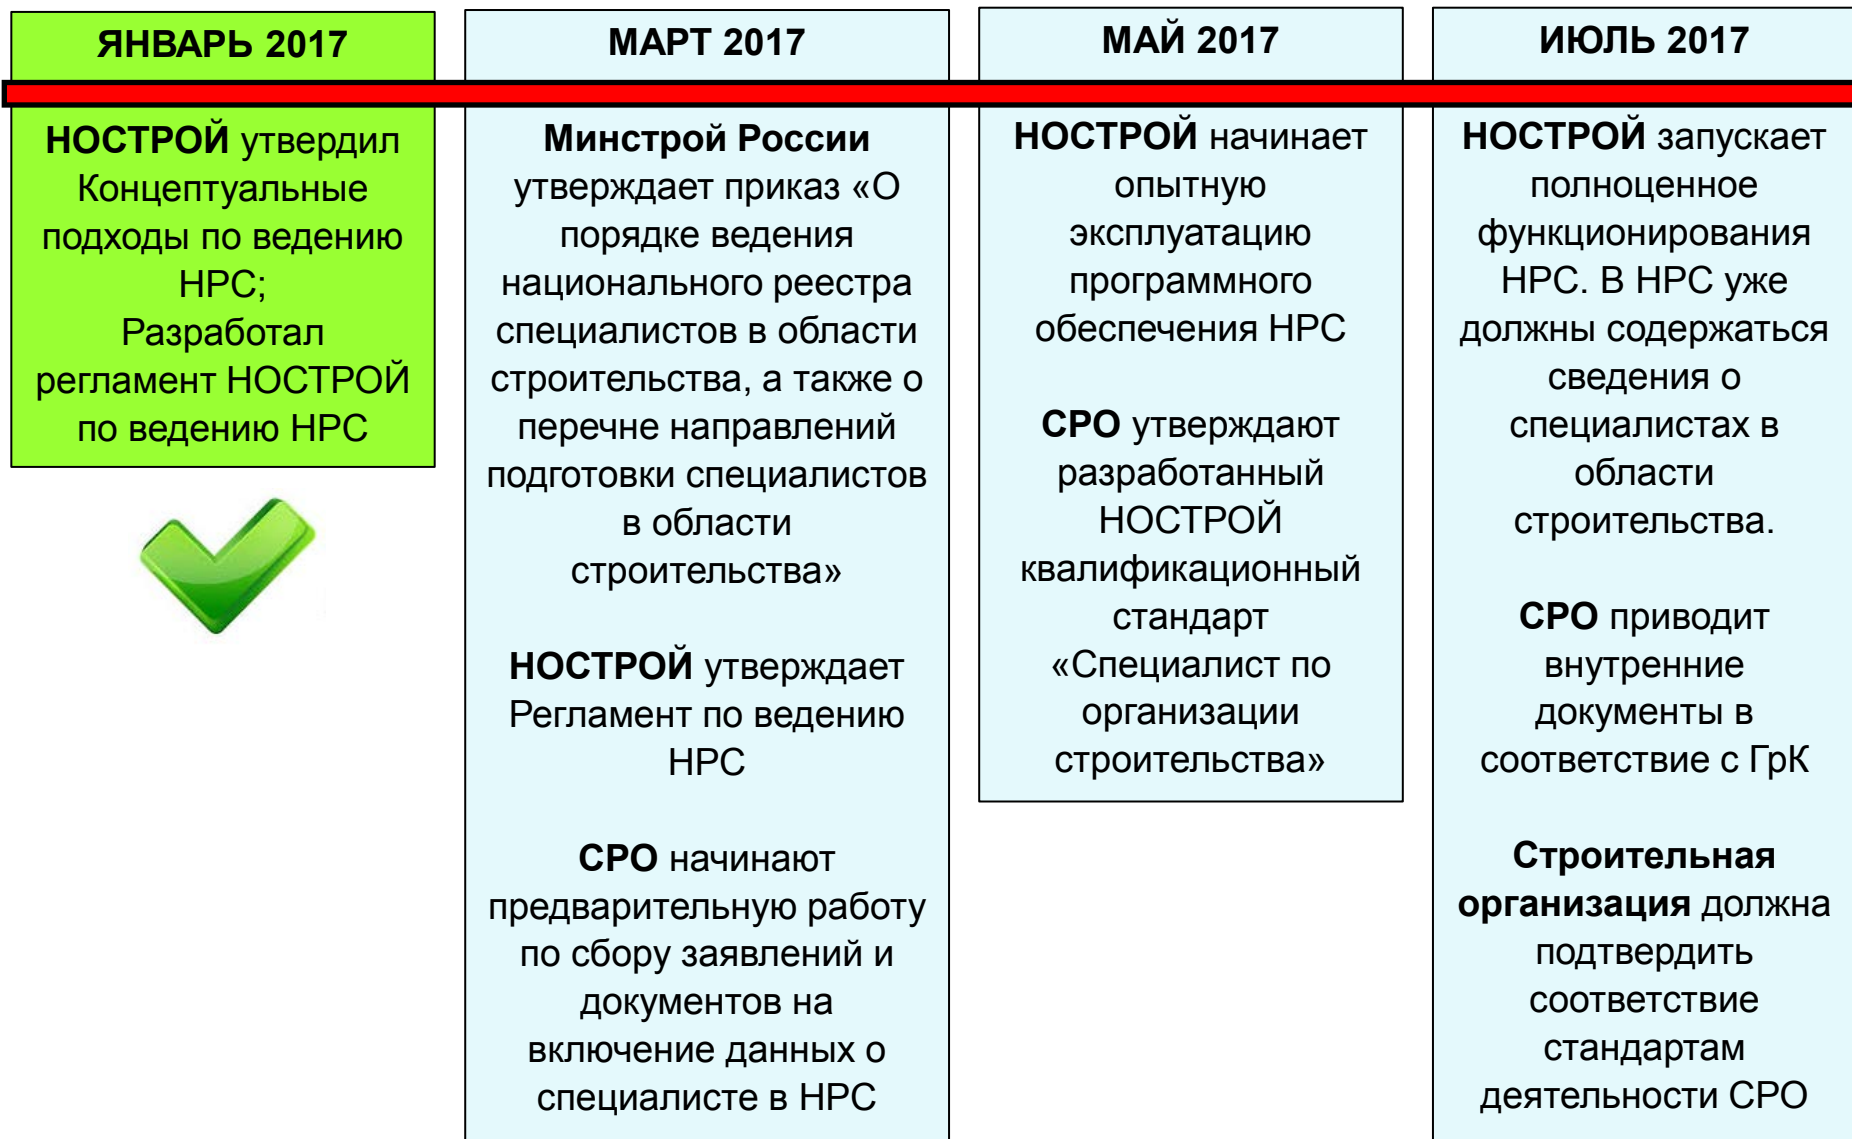 ЯНВАРЬ 2017
НОСТРОЙ утвердил
Концептуальные
подходы по ведению
НРС;
Разработал
регламент НОСТРОЙ
по ведению НРС
МАРТ 2017
Минстрой России
утверждает приказ «О
порядке ведения
национального реестра
специалистов в области
строительства, а также о
перечне направлений
подготовки специалистов
в области
строительства»
НОСТРОЙ утверждает
Регламент по ведению
НРС
СРО начинают
предварительную работу
по сбору заявлений и
документов на
включение данных о
специалисте в НРС
МАЙ 2017
НОСТРОЙ начинает
опытную
эксплуатацию
программного
обеспечения НРС
СРО утверждают
разработанный
НОСТРОЙ
квалификационный
стандарт
«Специалист по
организации
строительства»
ИЮЛЬ 2017
НОСТРОЙ запускает
полноценное
функционирования
НРС. В НРС уже
должны содержаться
сведения о
специалистах в
области
строительства.
СРО приводит
внутренние
документы в
соответствие с ГрК
Строительная
организация должна
подтвердить
соответствие
стандартам
деятельности СРО